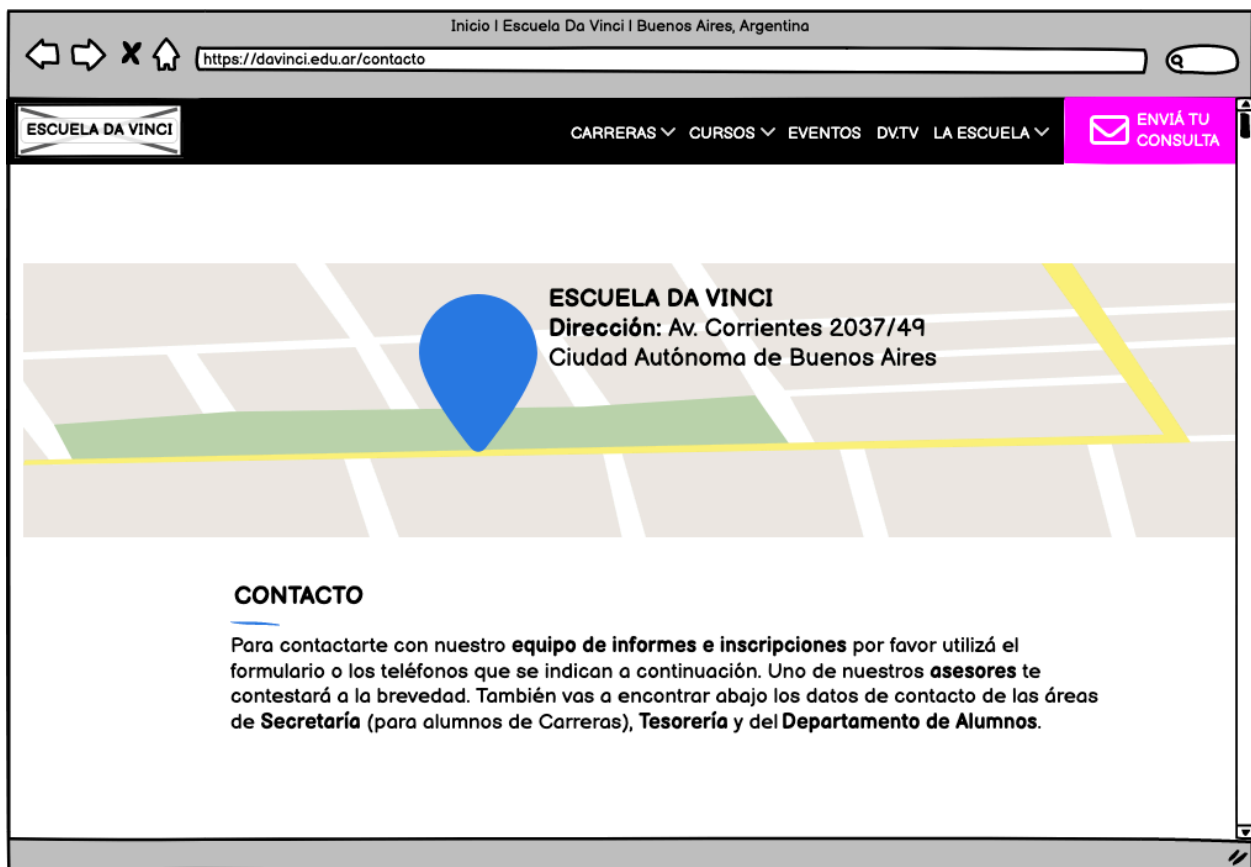 Inicio | Escuela Da Vinci | Buenos Aires, Argentina
https://davinci.edu.ar/contacto
ESCUELA DA VINCI
CARRERAS CURSOS EVENTOS DV.TV LA ESCUELA
ENVIÁ TU
CONSULTA
ESCUELA DA VINCI
Dirección: Av. Corrientes 2037/49
Ciudad Autónoma de Buenos Aires
CONTACTO
Para contactarte con nuestro equipo de informes e inscripciones por favor utilizá el
formulario o los teléfonos que se indican a continuación. Uno de nuestros asesores te
contestará a la brevedad. También vas a encontrar abajo los datos de contacto de las áreas
de Secretaría (para alumnos de Carreras), Tesorería y del Departamento de Alumnos.